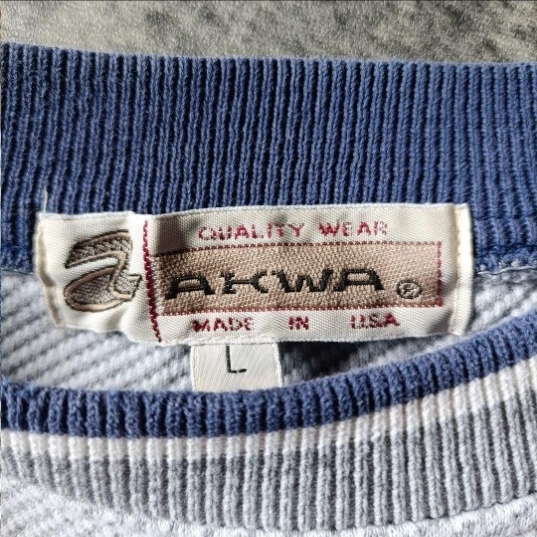 QUALITY WEAR
a AKWA ®
MADE IN USA
L